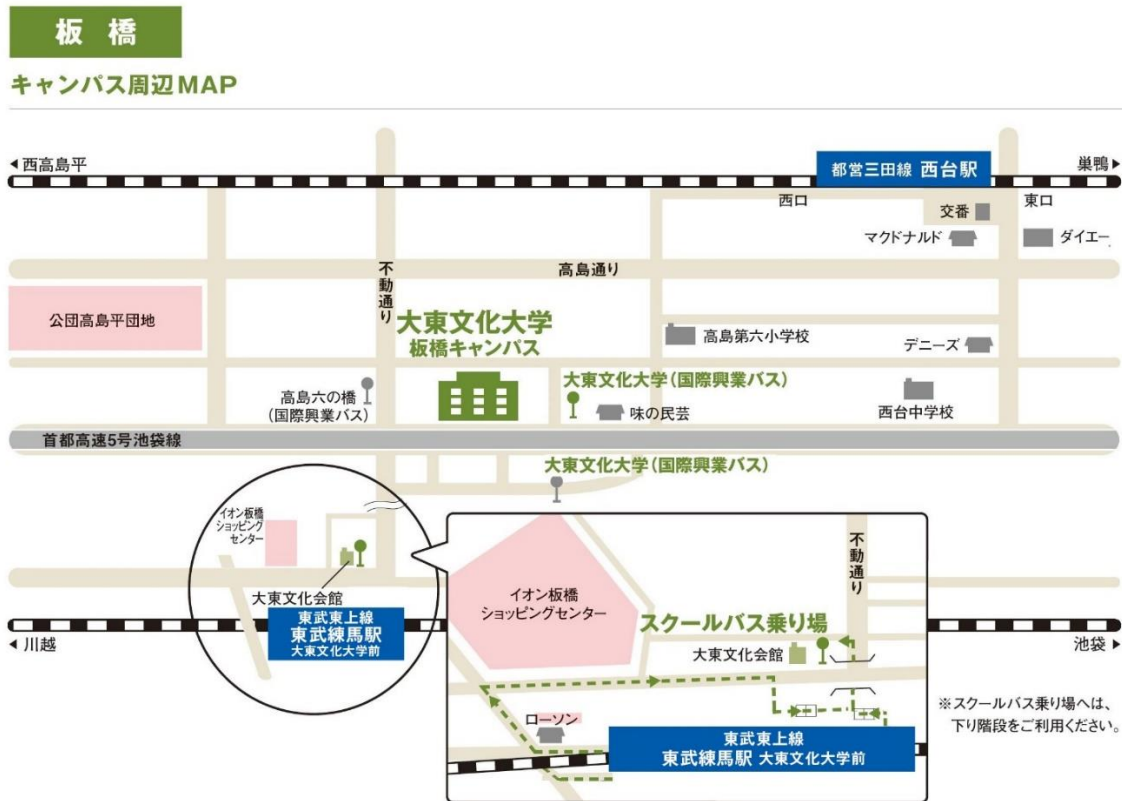 板橋
キャンパス周辺MAP
◀西高島平
都営三田線 西台駅
巣鴨▶
西口
交番
東口
マクドナルド
ダイエー
不動通り
高島通り
公団高島平団地
大東文化大学
板橋キャンパス
高島第六小学校
デニーズ
高島六の橋
(国際興業バス)
大東文化大学(国際興業バス)
味の民芸
西台中学校
首都高速5号池袋線
大東文化大学(国際興業バス)
イオン板橋
ショッピング
センター
大東文化会館
東武東上線
東武練馬駅
大東文化大学前
◀川越
イオン板橋
ショッピングセンター
不動通り
スクールバス乗り場
大東文化会館
ローソン
東武東上線
東武練馬駅 大東文化大学前
池袋▶
※スクールバス乗り場へは、
下り階段をご利用ください。